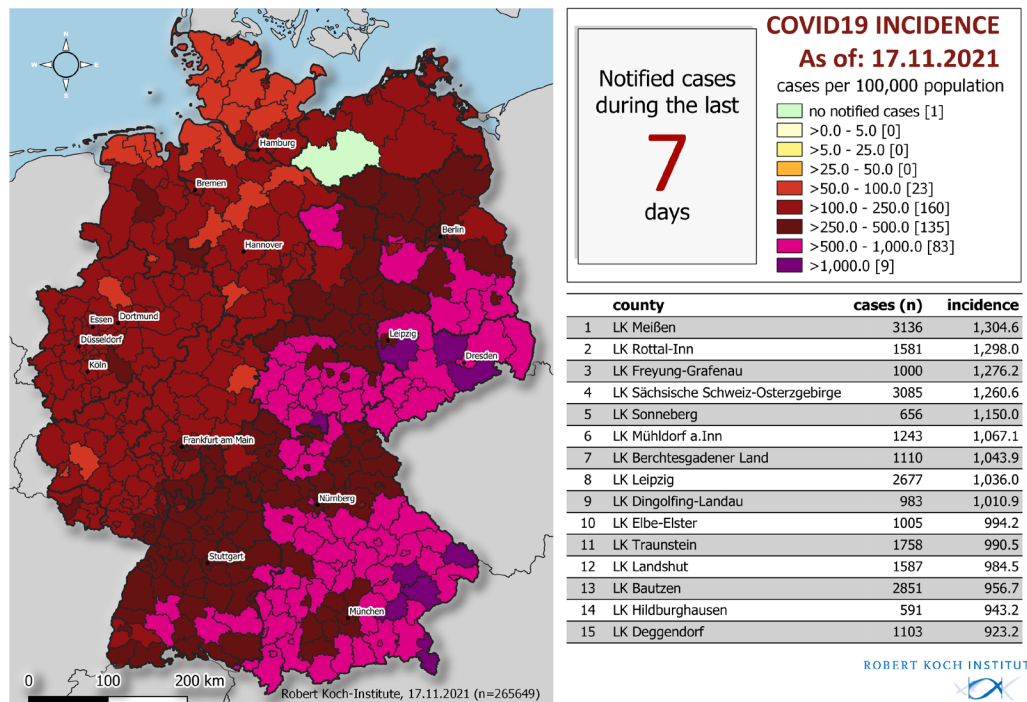 N
W E
S
Hamburg
Bremen
Berlin
Hannover
Essen
Dortmund
Düsseldorf
Köln
Leipzig
Dresden
Frankfurt am Main
Nürnberg
Stuttgart
München
0 100 200 km
Robert Koch-Institute, 17.11.2021 (n=265649)
Notified cases
during the last
7
days
COVID19 INCIDENCE
As of: 17.11.2021
cases per 100,000 population
no notified cases [1]
>0.0 - 5.0 [0]
>5.0 - 25.0 [0]
>25.0 - 50.0 [0]
>50.0 - 100.0 [23]
>100.0 - 250.0 [160]
>250.0 - 500.0 [135]
>500.0 - 1,000.0 [83]
>1,000.0 [9]
county cases (n) incidence
1 LK Meißen 3136 1,304.6
2 LK Rottal-Inn 1581 1,298.0
3 LK Freyung-Grafenau 1000 1,276.2
4 LK Sächsische Schweiz-Osterzgebirge 3085 1,260.6
5 LK Sonneberg 656 1,150.0
6 LK Mühldorf a.Inn 1243 1,067.1
7 LK Berchtesgadener Land 1110 1,043.9
8 LK Leipzig 2677 1,036.0
9 LK Dingolfing-Landau 983 1,010.9
10 LK Elbe-Elster 1005 994.2
11 LK Traunstein 1758 990.5
12 LK Landshut 1587 984.5
13 LK Bautzen 2851 956.7
14 LK Hildburghausen 591 943.2
15 LK Deggendorf 1103 923.2
ROBERT KOCH INSTITUT